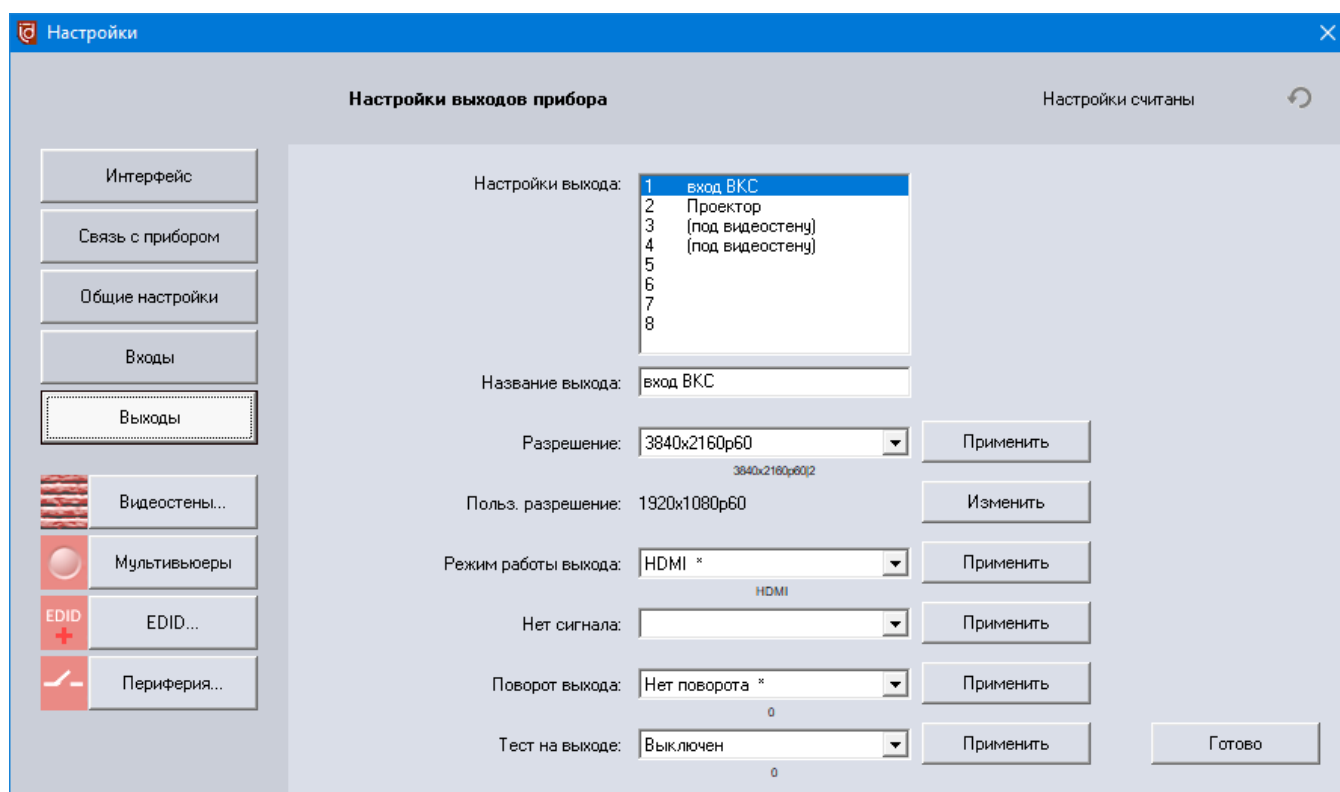 Настройки
Настройки выходов прибора
Настройки считаны
Интерфейс
Связь с прибором
Общие настройки
Входы
Выходы
Видеостены...
Мультивьюеры
EDID
EDID...
Периферия...
Настройки выхода:
1 вход ВКС
2 Проектор
3 (под видеостену)
4 (под видеостену)
5
6
7
8
Название выхода: вход ВКС
Разрешение: 3840x2160p60 Применить
3840x2160p60|2
Польз. разрешение: 1920x1080p60 Изменить
Режим работы выхода: HDMI * Применить
HDMI
Нет сигнала: Применить
Поворот выхода: Нет поворота * Применить
0
Тест на выходе: Выключен Применить
0
Готово